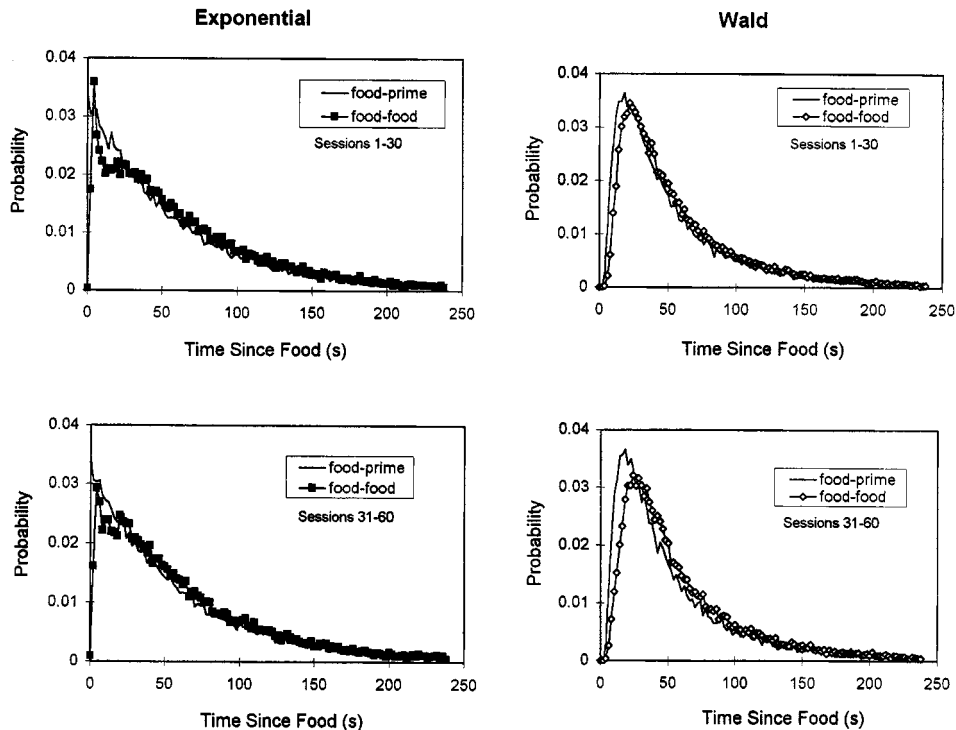 Exponential
Wald
0.04
0.03
0.02
0.01
0
Probability
food-prime
food-food
Sessions 1-30
0 50 100 150 200 250
Time Since Food (s)
0.04
0.03
0.02
0.01
0
Probability
food-prime
food-food
Sessions 1-30
0 50 100 150 200 250
Time Since Food (s)
0.04
0.03
0.02
0.01
0
Probability
food-prime
food-food
Sessions 31-60
0 50 100 150 200 250
Time Since Food (s)
0.04
0.03
0.02
0.01
0
Probability
food-prime
food-food
Sessions 31-60
0 50 100 150 200 250
Time Since Food (s)